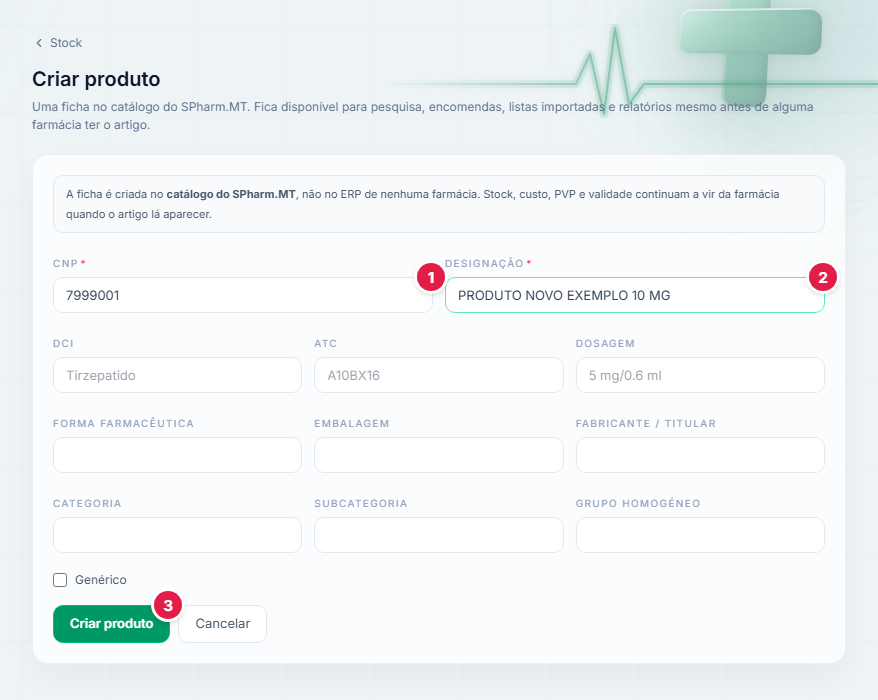 Stock
Criar produto
Uma ficha no catálogo do SPharm.MT. Fica disponível para pesquisa, encomendas, listas importadas e relatórios mesmo antes de alguma
farmácia ter o artigo.
A ficha é criada no catálogo do SPharm.MT, não no ERP de nenhuma farmácia. Stock, custo, PVP e validade continuam a vir da farmácia
quando o artigo lá aparecer.
CNP * 1 DESIGNAÇÃO * 2
7999001 PRODUTO NOVO EXEMPLO 10 MG
DCI ATC DOSAGEM
Tirzepatido A10BX16 5 mg/0.6 ml
FORMA FARMACÊUTICA EMBALAGEM FABRICANTE / TITULAR
CATEGORIA SUBCATEGORIA GRUPO HOMOGÉNEO
Genérico
3
Criar produto Cancelar